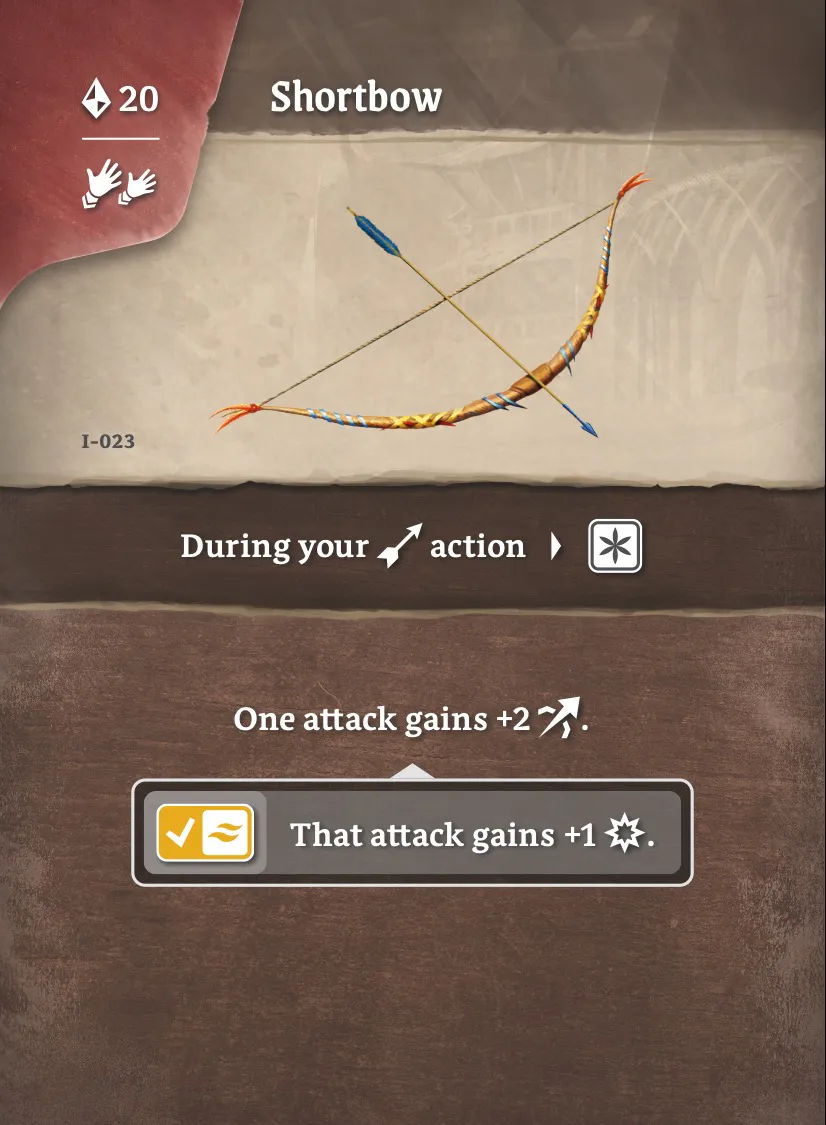 20
Shortbow
I-023
During your action
One attack gains +2 .
That attack gains +1 .